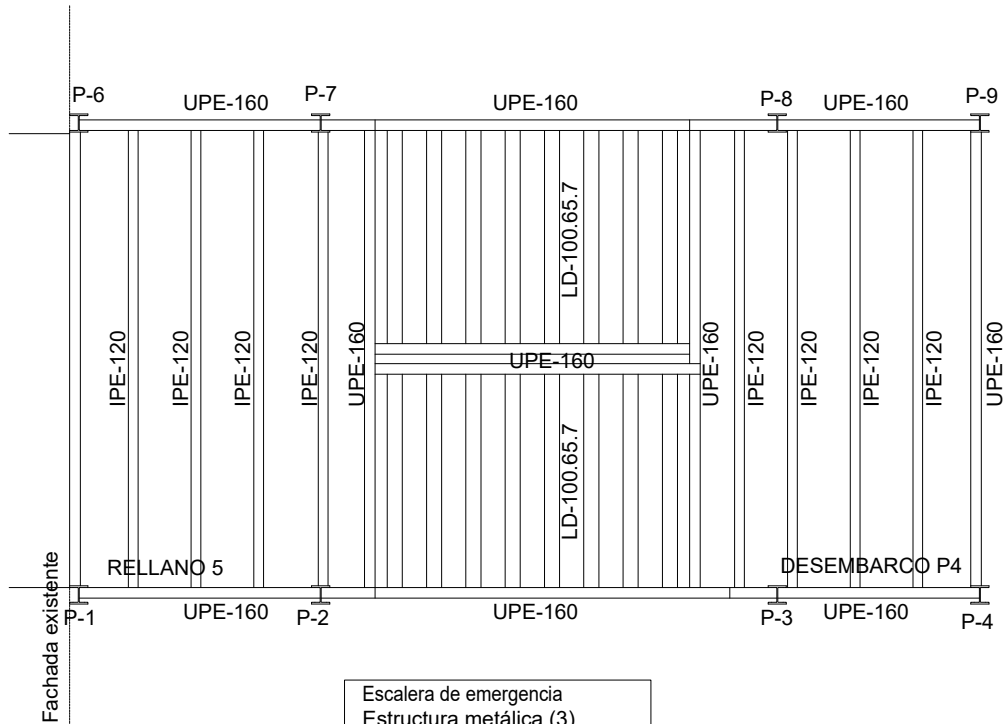 P-6
UPE-160
P-7
UPE-160
P-8
UPE-160
P-9
LD-100.65.7
IPE-120
IPE-120
IPE-120
IPE-120
UPE-160
UPE-160
UPE-160
IPE-120
IPE-120
IPE-120
IPE-120
UPE-160
LD-100.65.7
RELLANO 5
DESEMBARCO P4
P-1
UPE-160
P-2
UPE-160
P-3
UPE-160
P-4
Fachada existente
Escalera de emergencia
Estructura metálica (3)